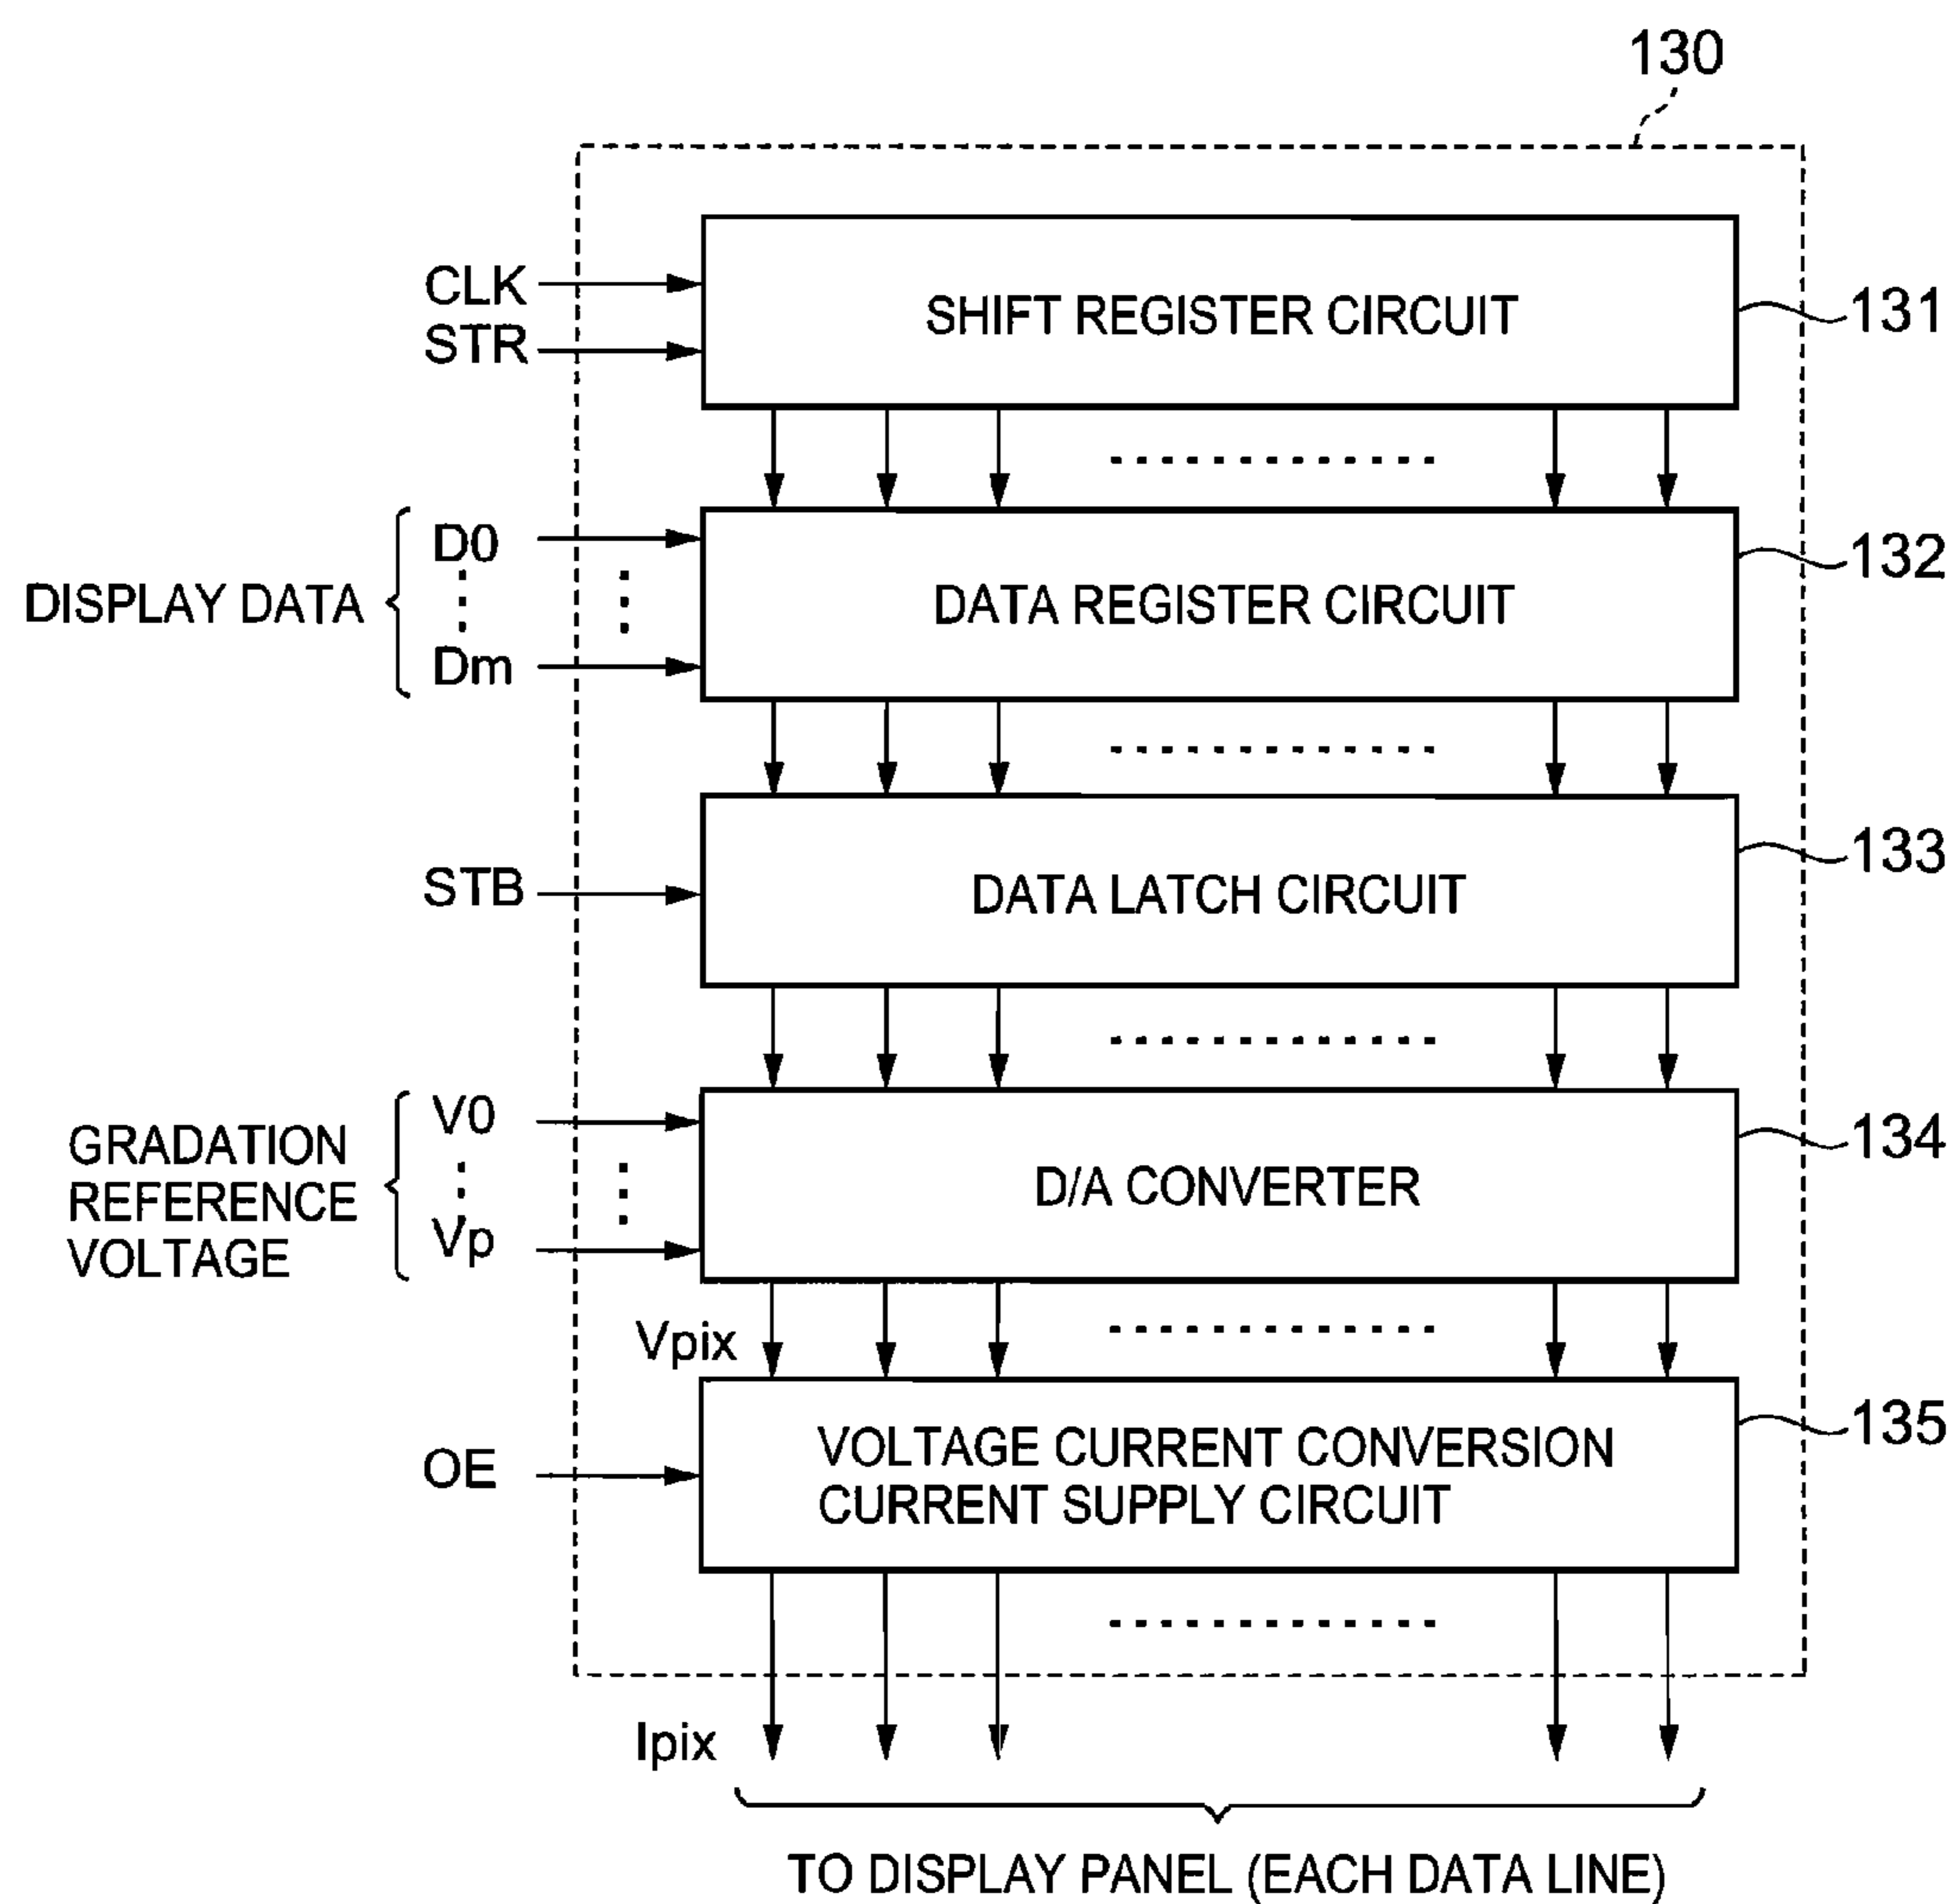 130
CLK
STR
SHIFT REGISTER CIRCUIT
131
DISPLAY DATA
D0
Dm
DATA REGISTER CIRCUIT
132
STB
DATA LATCH CIRCUIT
133
GRADATION
REFERENCE
VOLTAGE
V0
Vp
D/A CONVERTER
134
Vpix
OE
VOLTAGE CURRENT CONVERSION
CURRENT SUPPLY CIRCUIT
135
Ipix
TO DISPLAY PANEL (EACH DATA LINE)